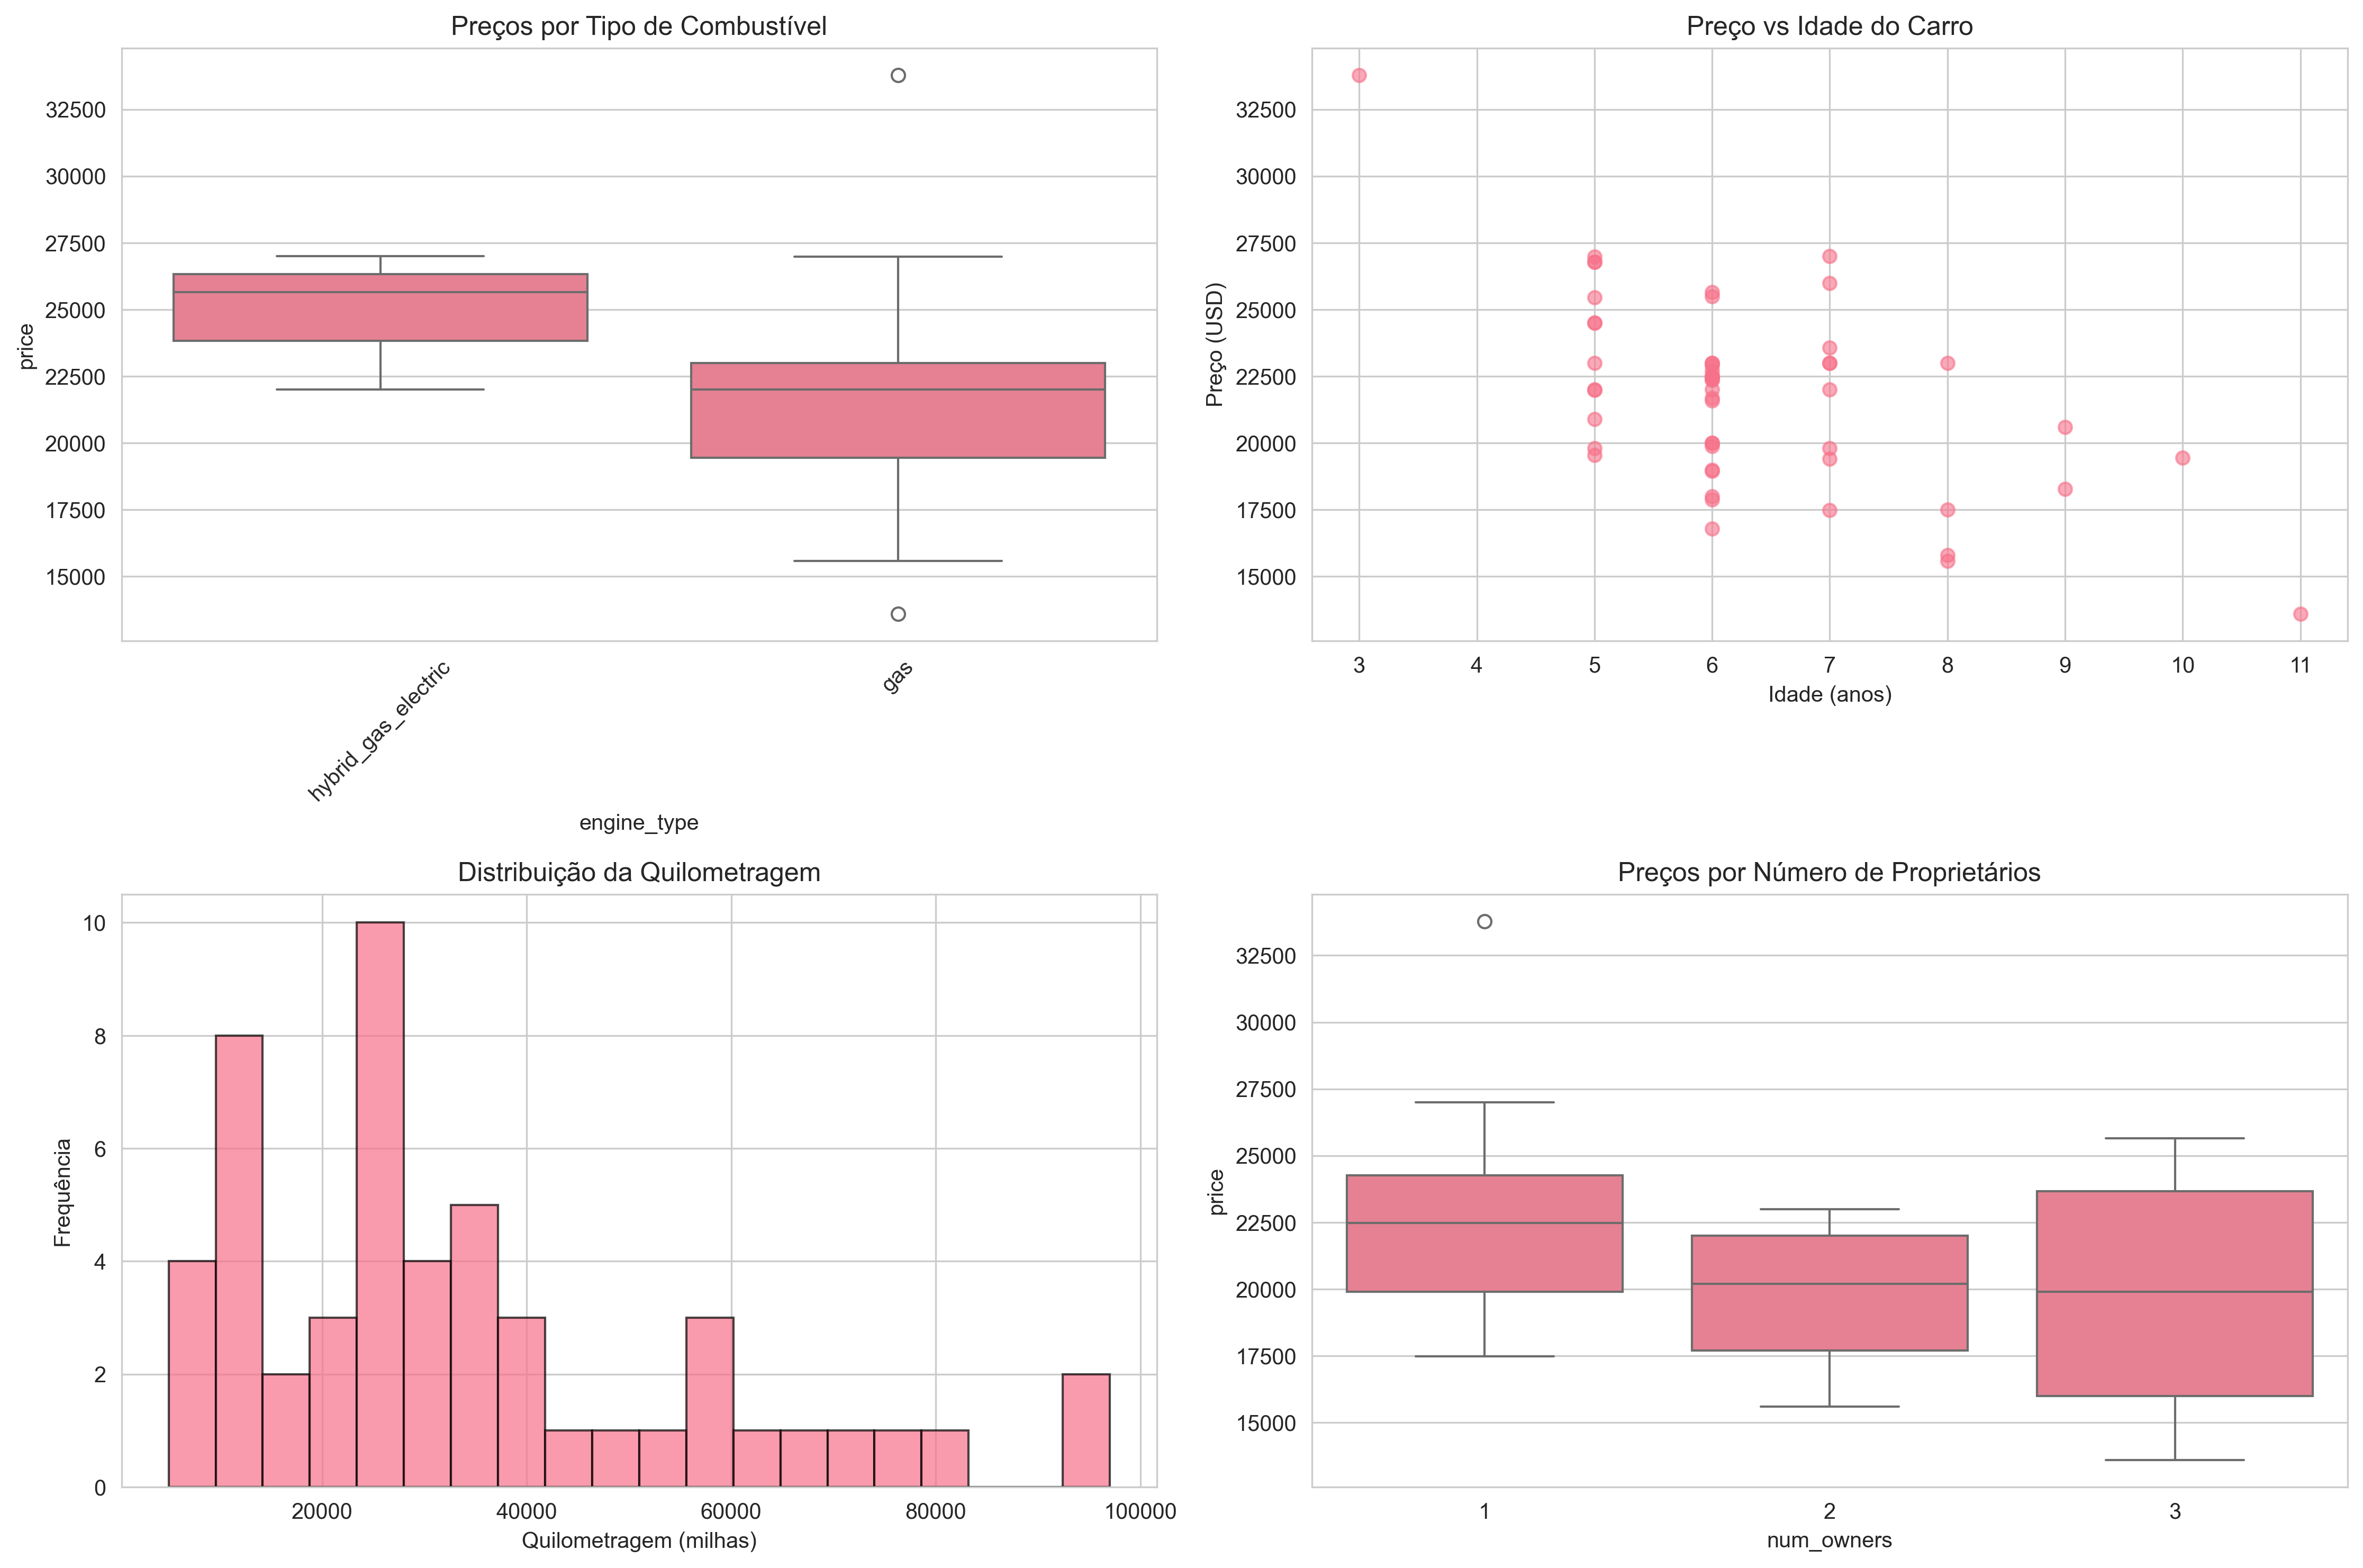 Preços por Tipo de Combustível
32500
30000
27500
25000
22500
20000
17500
15000
price
hybrid_gas_electric
gas
engine_type
Preço vs Idade do Carro
32500
30000
27500
25000
22500
20000
17500
15000
Preço (USD)
3 4 5 6 7 8 9 10 11
Idade (anos)
Distribuição da Quilometragem
10
8
6
4
2
0
Frequência
20000 40000 60000 80000 100000
Quilometragem (milhas)
Preços por Número de Proprietários
32500
30000
27500
25000
22500
20000
17500
15000
price
1 2 3
num_owners